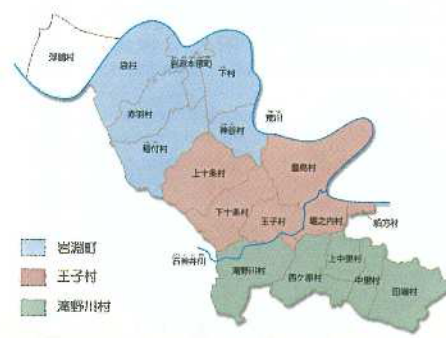 浮間村
袋村
岩淵本宿町
下村
赤羽村
稲付村
神谷村
荒川
豊島村
上十条村
下十条村
王子村
堀之内村
船方村
石神井川
滝野川村
西ケ原村
上中里村
中里村
田端村
岩淵町
王子村
滝野川村